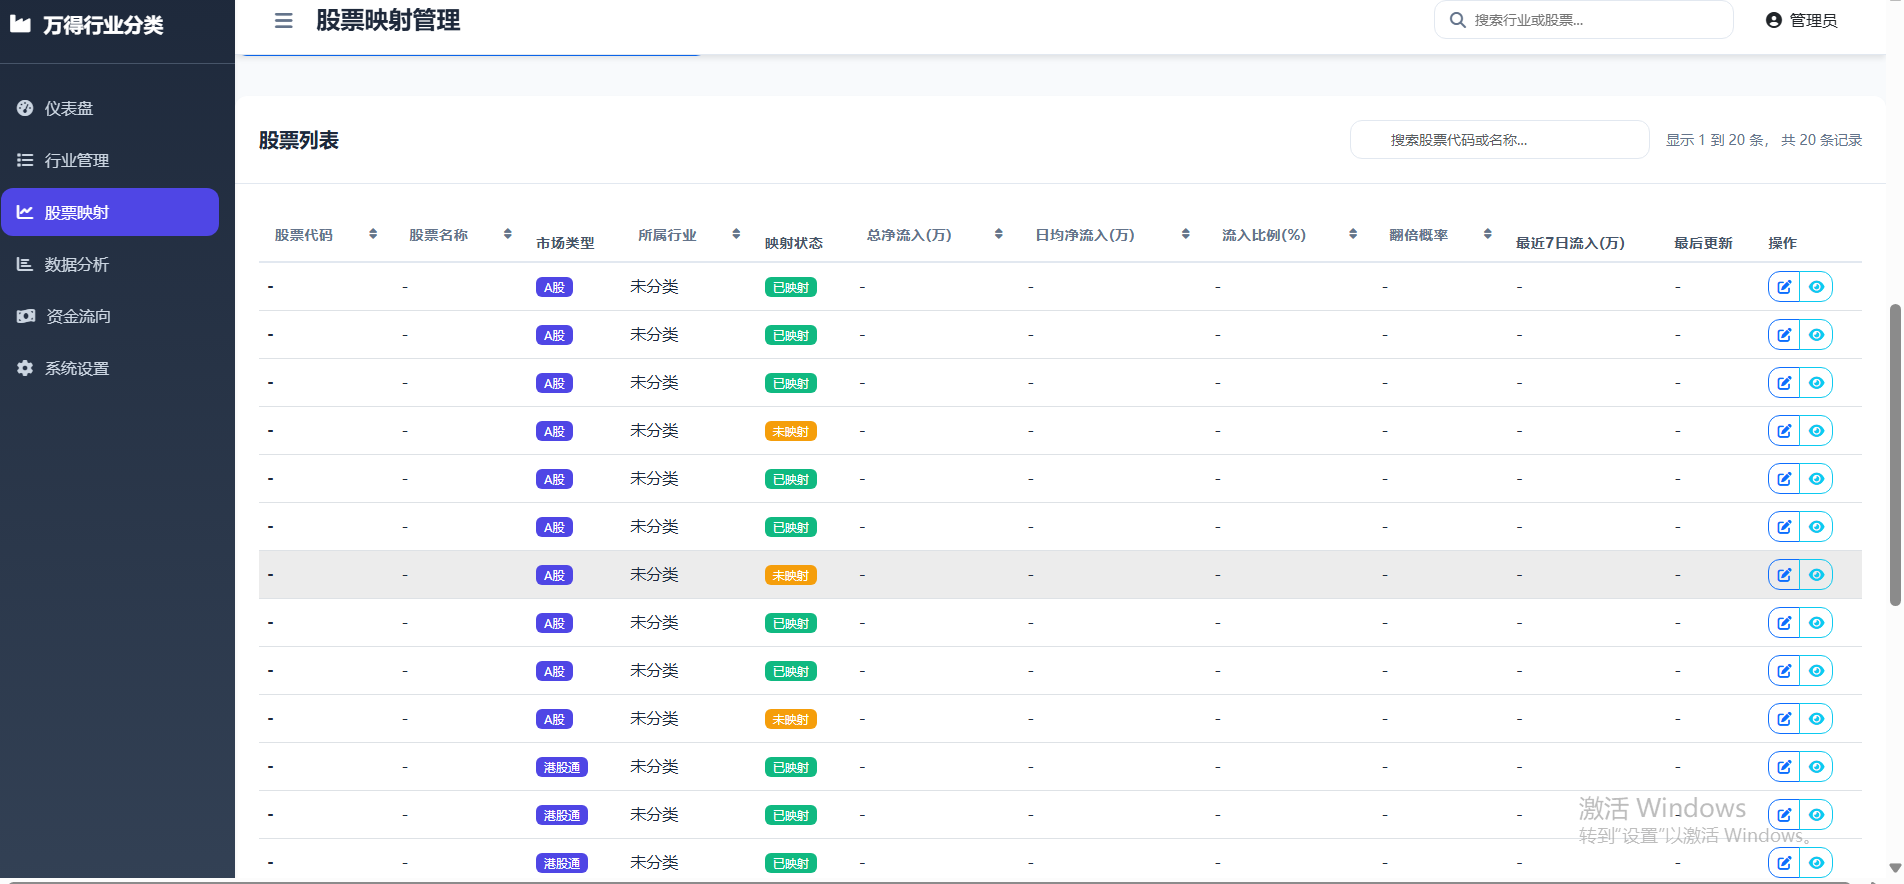 万得行业分类
股票映射管理
搜索行业或股票...
管理员
仪表盘
行业管理
股票映射
数据分析
资金流向
系统设置
股票列表
搜索股票代码或名称...
显示 1 到 20 条， 共 20 条记录
股票代码 股票名称 市场类型 所属行业 映射状态 总净流入(万) 日均净流入(万) 流入比例(%) 翻倍概率 最近7日流入(万) 最后更新 操作
- - A股 未分类 已映射 - - - - - -
- - A股 未分类 已映射 - - - - - -
- - A股 未分类 已映射 - - - - - -
- - A股 未分类 未映射 - - - - - -
- - A股 未分类 已映射 - - - - - -
- - A股 未分类 已映射 - - - - - -
- - A股 未分类 未映射 - - - - - -
- - A股 未分类 已映射 - - - - - -
- - A股 未分类 已映射 - - - - - -
- - A股 未分类 未映射 - - - - - -
- - 港股通 未分类 已映射 - - - - - -
- - 港股通 未分类 已映射 - - - - - -
- - 港股通 未分类 已映射 - - - - - -
激活 Windows
转到“设置”以激活 Windows。